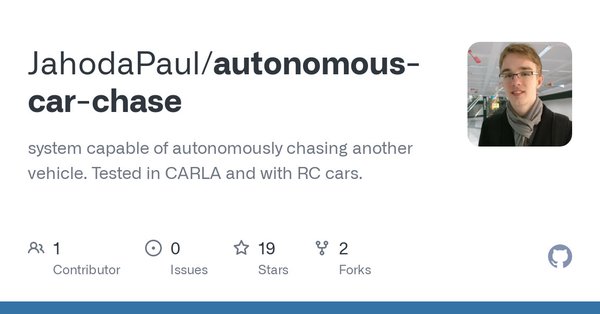 JahodaPaul/autonomous-
car-chase
system capable of autonomously chasing another
vehicle. Tested in CARLA and with RC cars.
1 0 19 2
Contributor Issues Stars Forks